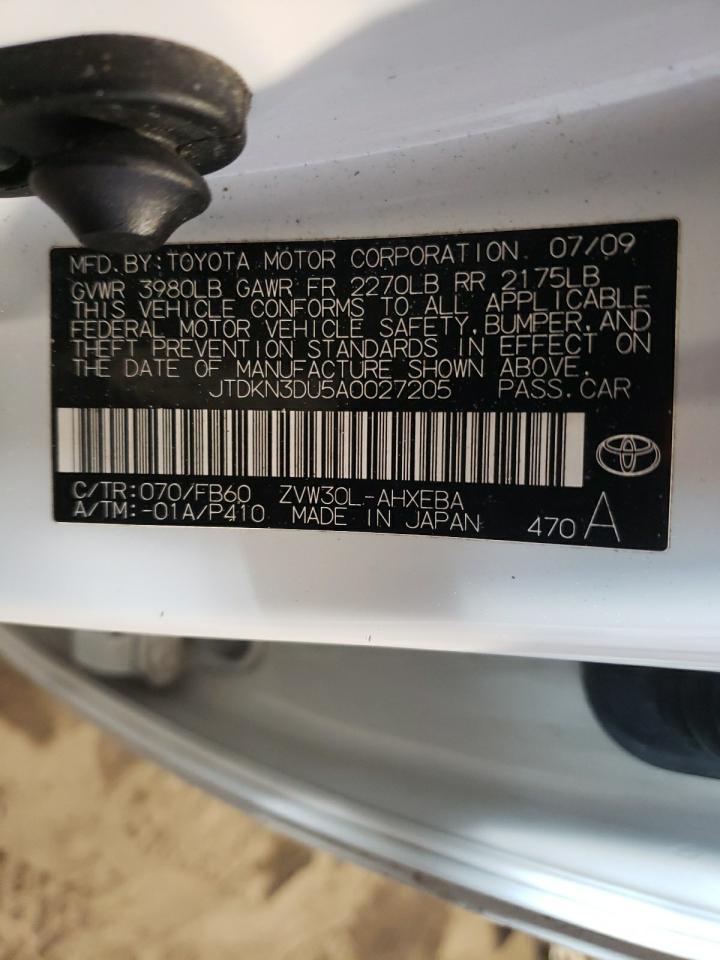 MFD.BY:TOYOTA MOTOR CORPORATION 07/09
GVWR 3980LB GAWR FR 2270LB RR 2175LB
THIS VEHICLE CONFORMS TO ALL APPLICABLE
FEDERAL MOTOR VEHICLE SAFETY,BUMPER,AND
THEFT PREVENTION STANDARDS IN EFFECT ON
THE DATE OF MANUFACTURE SHOWN ABOVE.
JTDKN3DU5A0027205 PASS.CAR
C/TR:070/FB60 ZVW30L-AHXEBA
A/TM:-01A/P410 MADE IN JAPAN 470 A